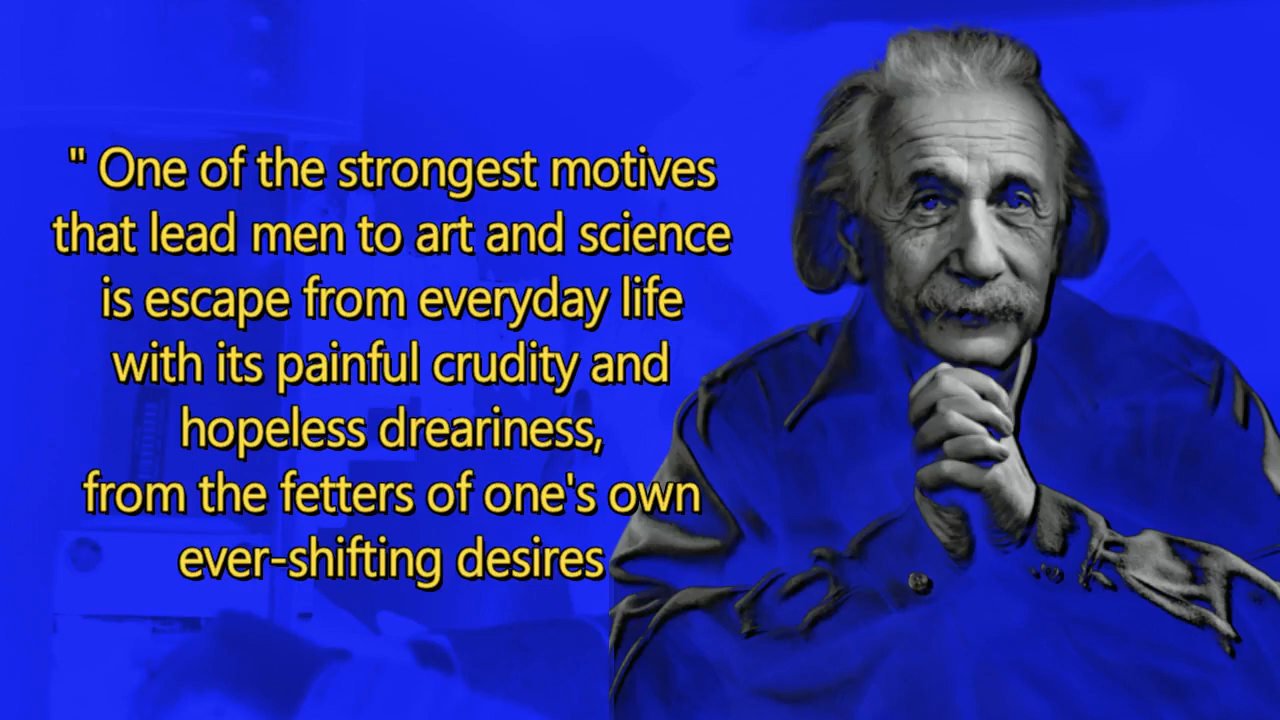 " One of the strongest motives
that lead men to art and science
is escape from everyday life
with its painful crudity and
hopeless dreariness,
from the fetters of one's own
ever-shifting desires